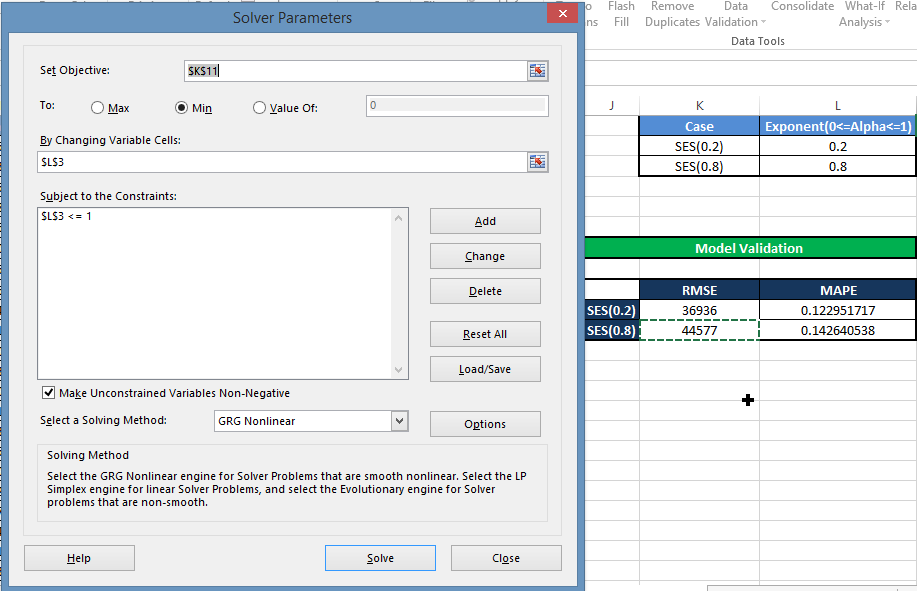 Solver Parameters
Set Objective:
$K$11
To:
Max
Min
Value Of:
0
By Changing Variable Cells:
$L$3
Subject to the Constraints:
$L$3 <= 1
Add
Change
Delete
Reset All
Load/Save
Make Unconstrained Variables Non-Negative
Select a Solving Method:
GRG Nonlinear
Options
Solving Method
Select the GRG Nonlinear engine for Solver Problems that are smooth nonlinear. Select the LP
Simplex engine for linear Solver Problems, and select the Evolutionary engine for Solver
problems that are non-smooth.
Help
Solve
Close
Flash Remove Data Consolidate What-If
Fill Duplicates Validation Analysis
Data Tools
J K L
Case Exponent(0<=Alpha<=1)
SES(0.2) 0.2
SES(0.8) 0.8
Model Validation
RMSE MAPE
SES(0.2) 36936 0.122951717
SES(0.8) 44577 0.142640538